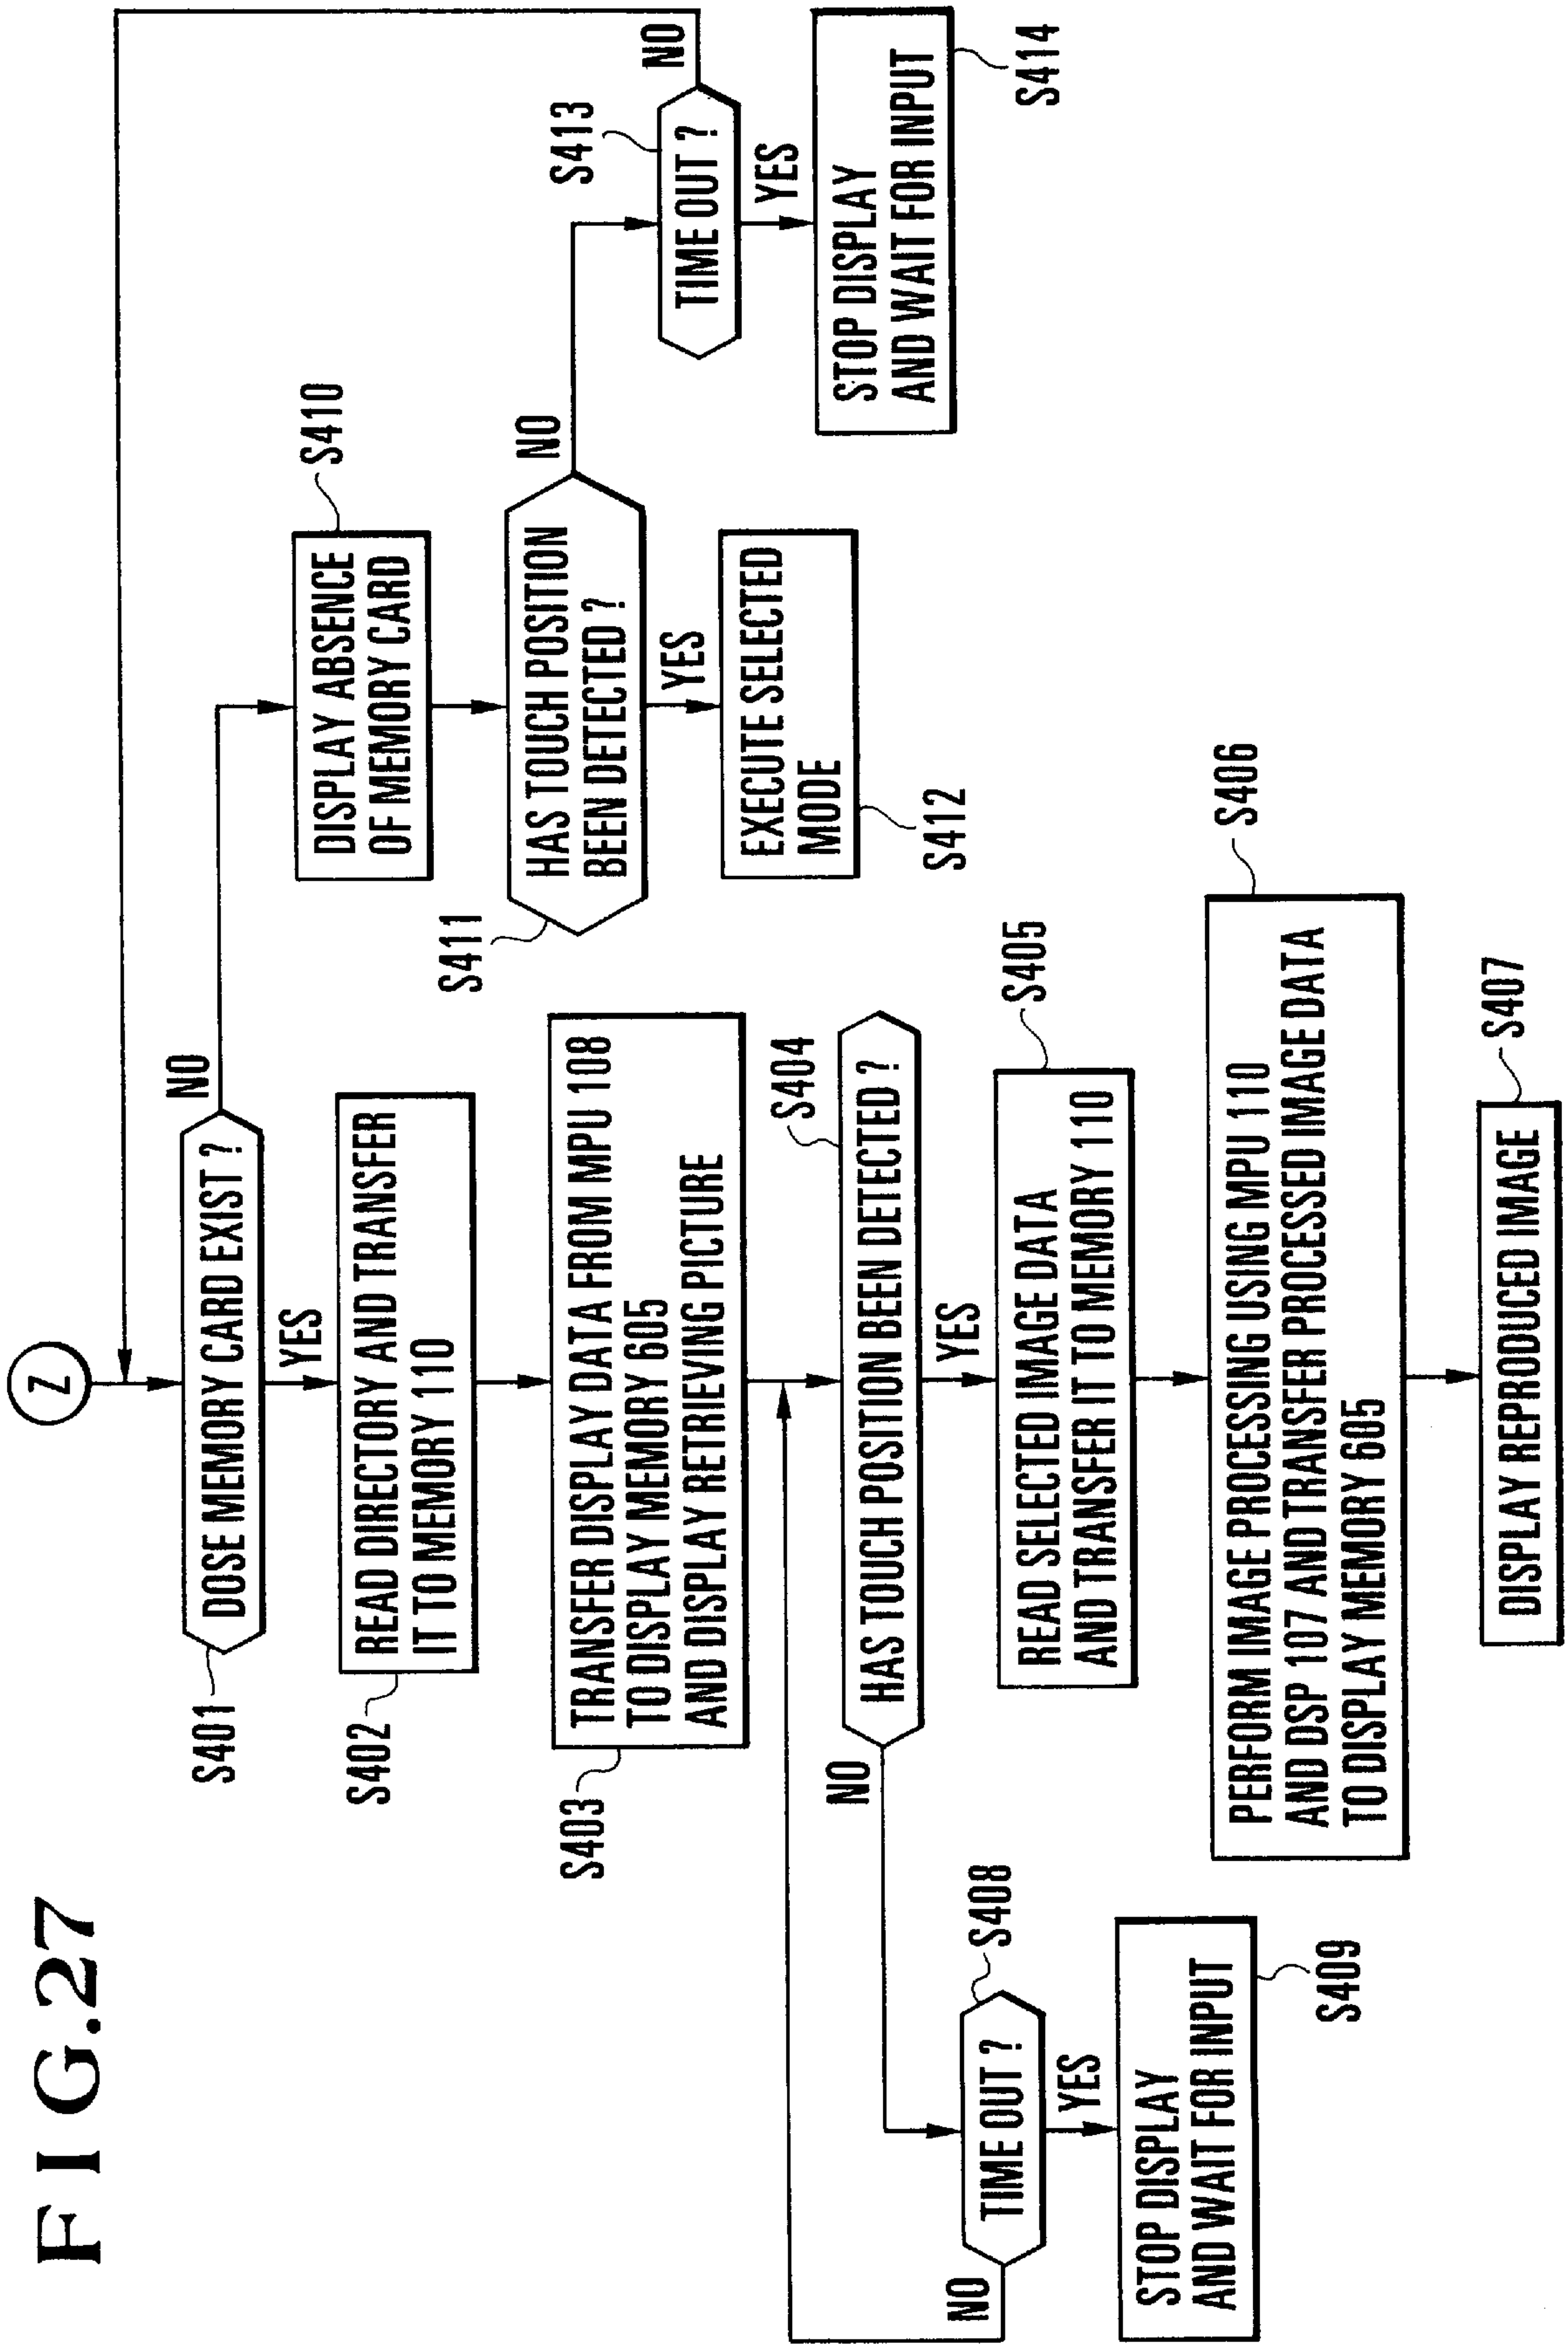 FIG.27
Z
S401
DOSE MEMORY CARD EXIST ?
NO
YES
S402
READ DIRECTORY AND TRANSFER
IT TO MEMORY 110
S403
TRANSFER DISPLAY DATA FROM MPU 108
TO DISPLAY MEMORY 605
AND DISPLAY RETRIEVING PICTURE
S404
HAS TOUCH POSITION BEEN DETECTED ?
NO
YES
S405
READ SELECTED IMAGE DATA
AND TRANSFER IT TO MEMORY 110
S406
PERFORM IMAGE PROCESSING USING MPU 110
AND DSP 107 AND TRANSFER PROCESSED IMAGE DATA
TO DISPLAY MEMORY 605
S407
DISPLAY REPRODUCED IMAGE
S408
TIME OUT ?
NO
YES
STOP DISPLAY
AND WAIT FOR INPUT
S409
S410
DISPLAY ABSENCE
OF MEMORY CARD
S411
HAS TOUCH POSITION
BEEN DETECTED ?
NO
YES
EXECUTE SELECTED
MODE
S412
S413
TIME OUT ?
NO
YES
STOP DISPLAY
AND WAIT FOR INPUT
S414